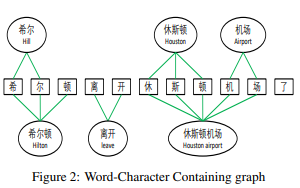 希尔
Hill
休斯顿
Houston
机场
Airport
希 尔 顿 离 开 休 斯 顿 机 场 了
希尔顿
Hilton
离开
leave
休斯顿机场
Houston airport
Figure 2: Word-Character Containing graph